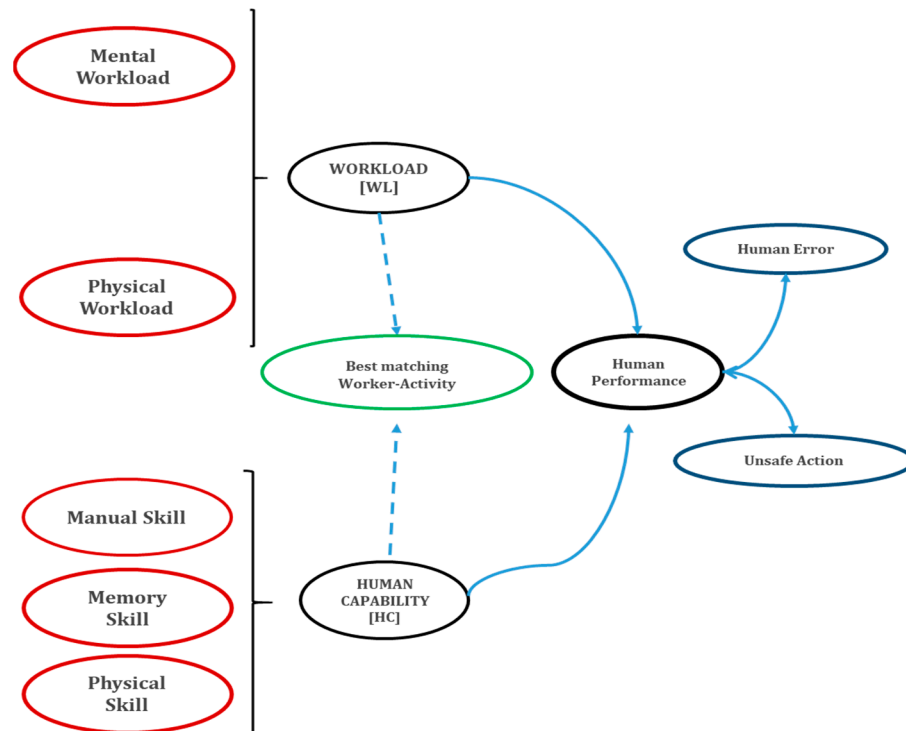 Mental
Workload
WORKLOAD
[WL]
Physical
Workload
Human Error
Best matching
Worker-Activity
Human
Performance
Unsafe Action
Manual Skill
Memory
Skill
HUMAN
CAPABILITY
[HC]
Physical
Skill